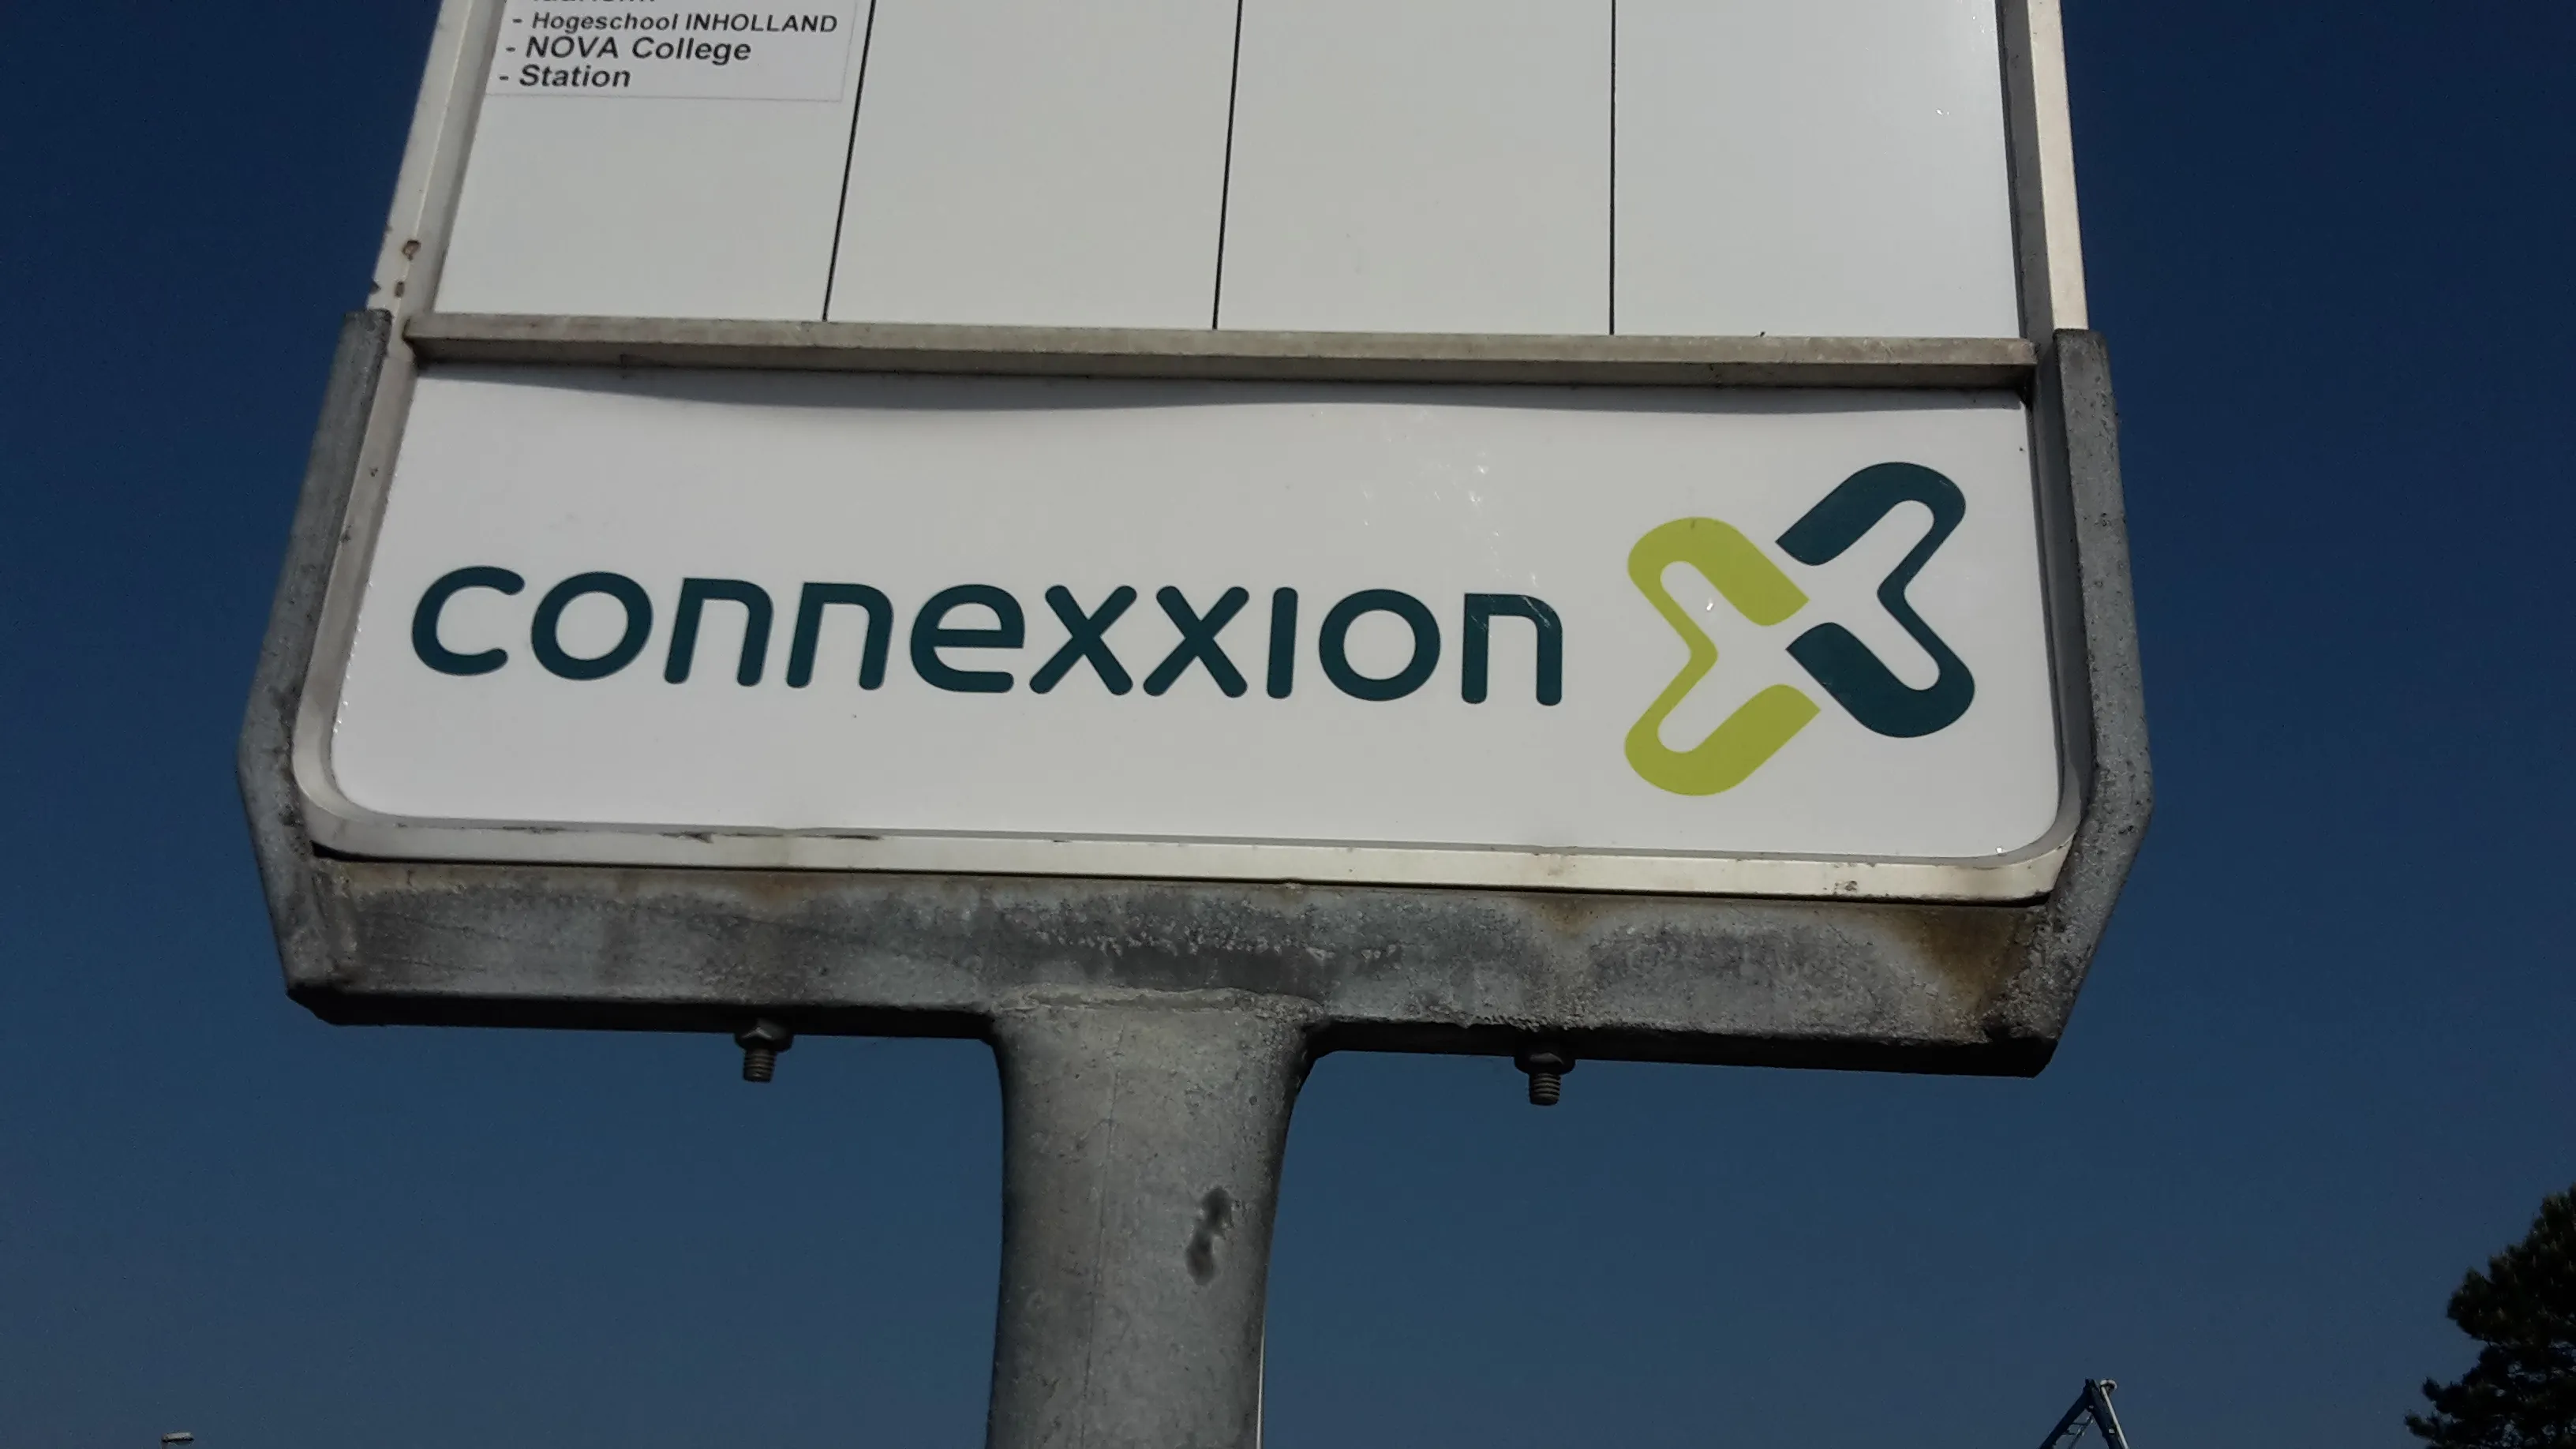 - Hogeschool INHOLLAND
- NOVA College
- Station
connexxion